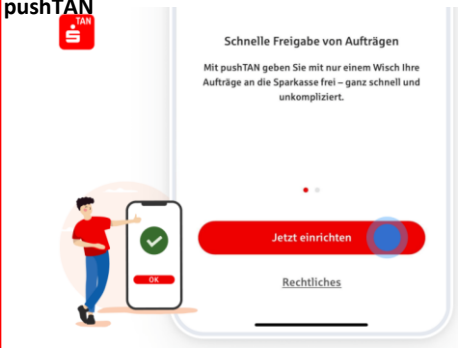 pushTAN
TAN
Schnelle Freigabe von Aufträgen
Mit pushTAN geben Sie mit nur einem Wisch Ihre
Aufträge an die Sparkasse frei – ganz schnell und
unkompliziert.
Jetzt einrichten
OK
Rechtliches